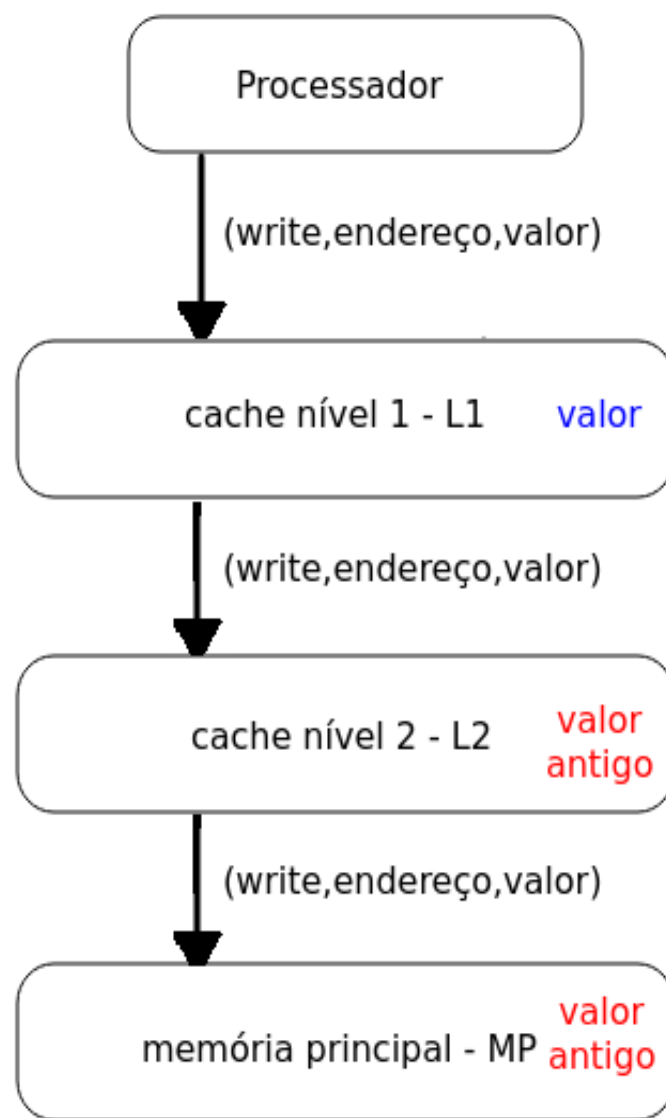 Processador
(write,endereço,valor)
cache nível 1 - L1 valor
(write,endereço,valor)
cache nível 2 - L2
valor
antigo
(write,endereço,valor)
memória principal - MP
valor
antigo